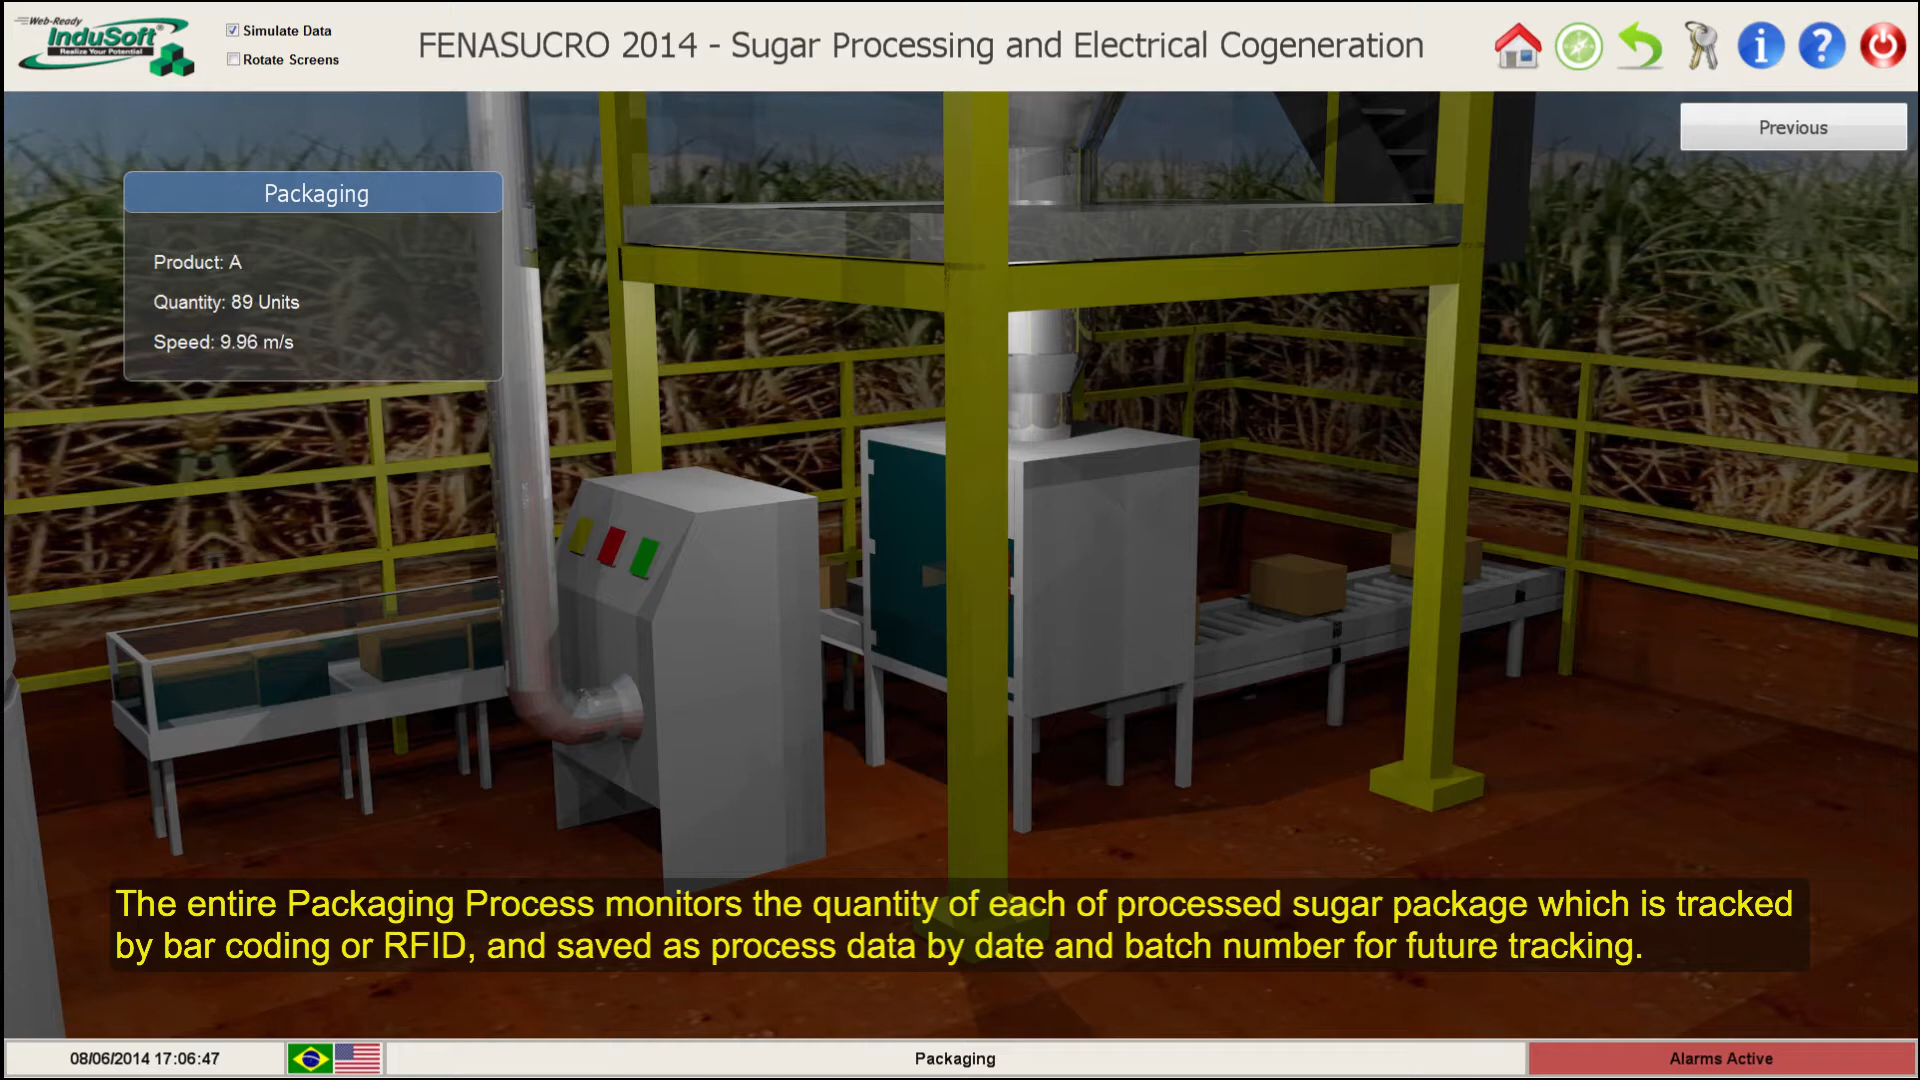 Web-Ready
InduSoft
Realize Your Potential
Simulate Data
Rotate Screens
FENASUCRO 2014 - Sugar Processing and Electrical Cogeneration
Previous
Packaging
Product: A
Quantity: 89 Units
Speed: 9.96 m/s
The entire Packaging Process monitors the quantity of each of processed sugar package which is tracked
by bar coding or RFID, and saved as process data by date and batch number for future tracking.
08/06/2014 17:06:47
Packaging
Alarms Active